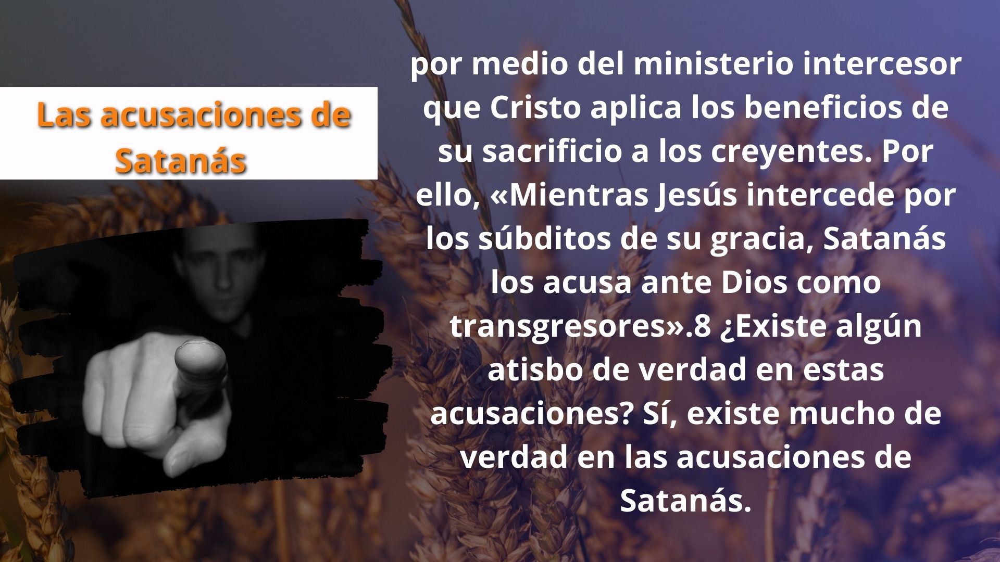 Las acusaciones de
Satanás
por medio del ministerio intercesor
que Cristo aplica los beneficios de
su sacrificio a los creyentes. Por
ello, «Mientras Jesús intercede por
los súbditos de su gracia, Satanás
los acusa ante Dios como
transgresores».8 ¿Existe algún
atisbo de verdad en estas
acusaciones? Sí, existe mucho de
verdad en las acusaciones de
Satanás.